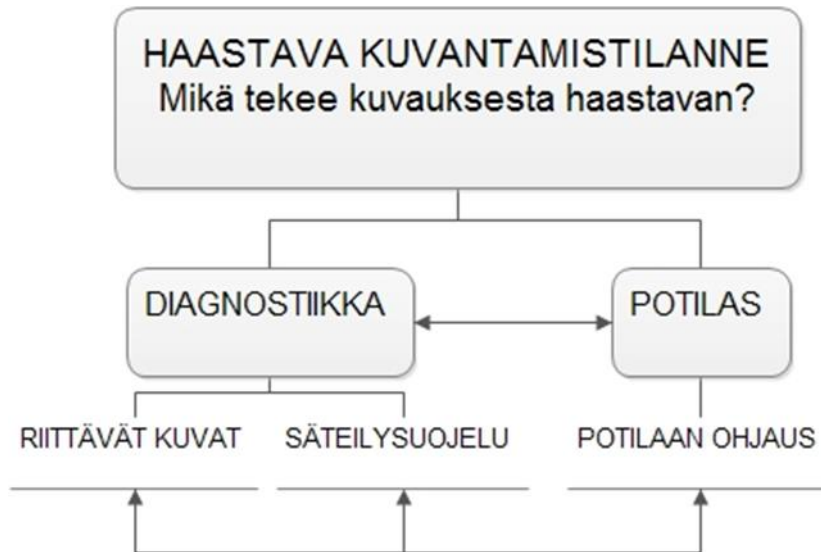 HAASTAVA KUVANTAMISTILANNE
Mikä tekee kuvauksesta haastavan?
DIAGNOSTIIKKA
POTILAS
RIITTÄVÄT KUVAT
SÄTEILYSUOJELU
POTILAAN OHJAUS